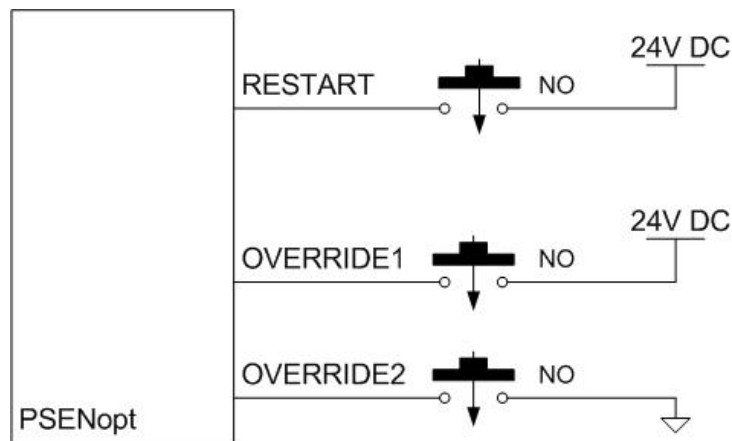 24V DC
RESTART
NO
24V DC
OVERRIDE1
NO
OVERRIDE2
NO
PSENopt